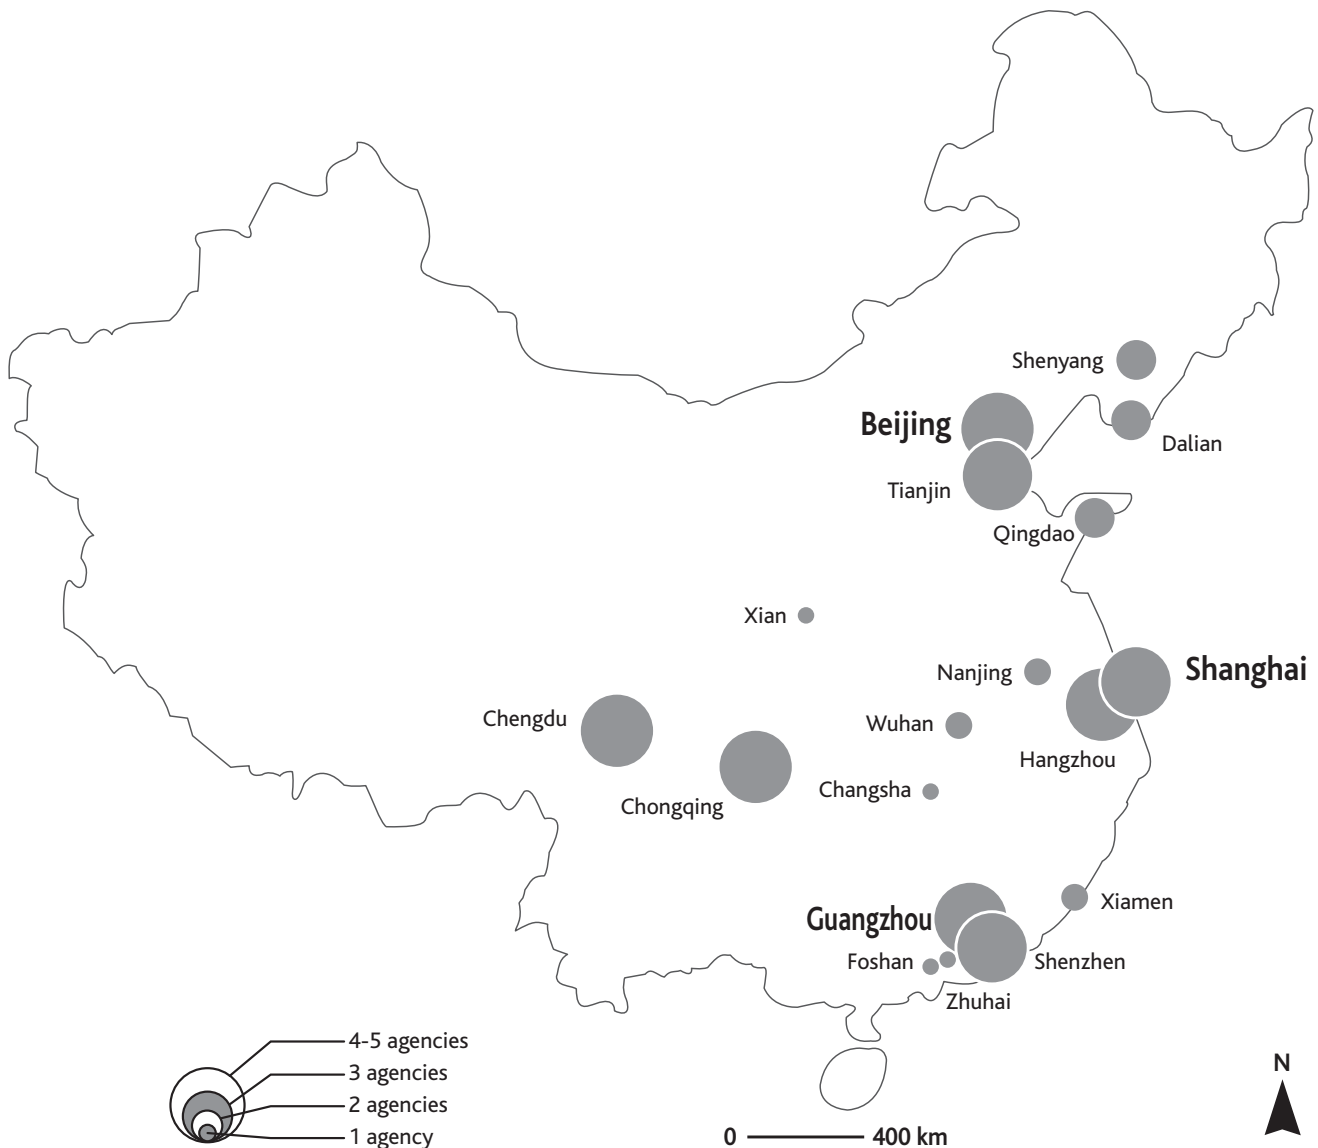 Shenyang
Beijing
Dalian
Tianjin
Qingdao
Xian
Nanjing
Shanghai
Chengdu
Wuhan
Hangzhou
Changsha
Chongqing
Xiamen
Guangzhou
Foshan
Shenzhen
Zhuhai
4-5 agencies
3 agencies
2 agencies
1 agency
0 400 km
N